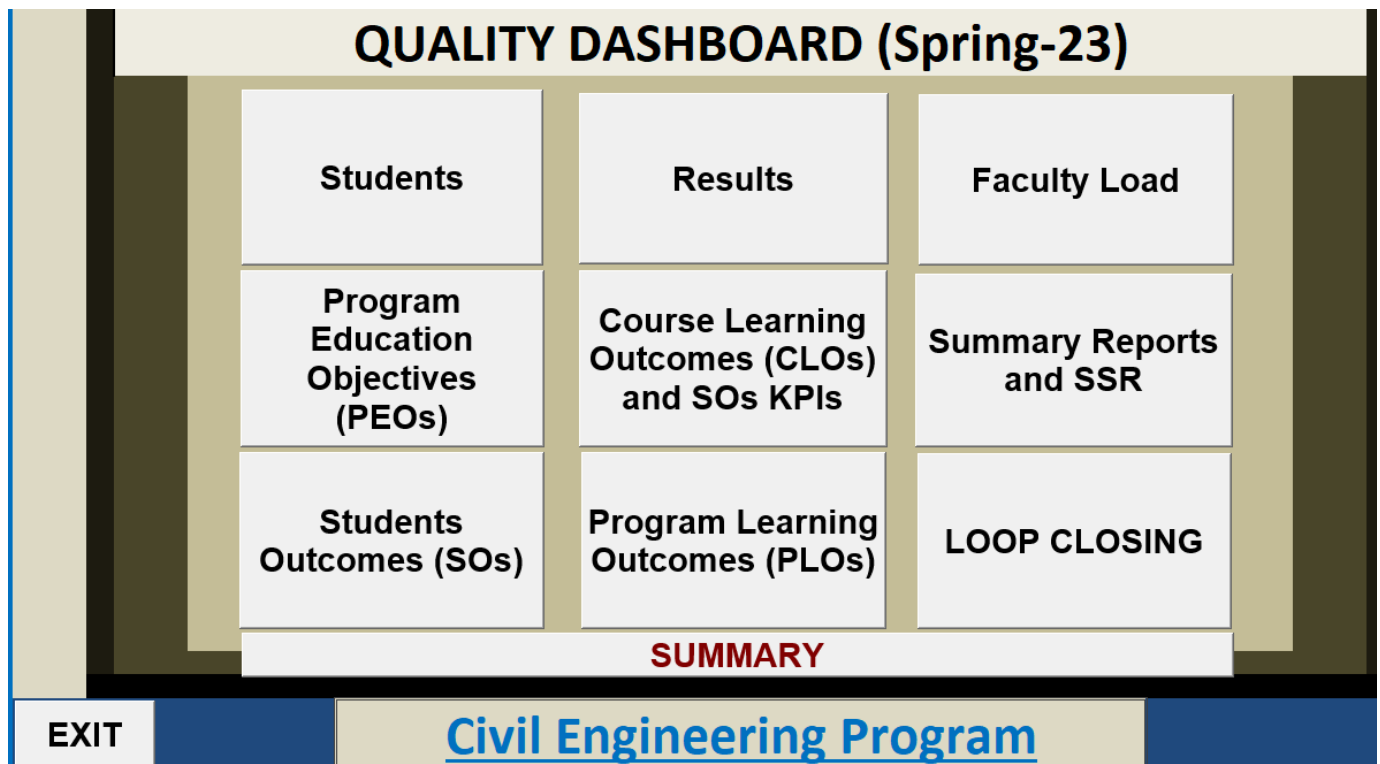 QUALITY DASHBOARD (Spring-23)
Students
Results
Faculty Load
Program
Education
Objectives
(PEOs)
Course Learning
Outcomes (CLOs)
and SOs KPIs
Summary Reports
and SSR
Students
Outcomes (SOs)
Program Learning
Outcomes (PLOs)
LOOP CLOSING
SUMMARY
EXIT
Civil Engineering Program